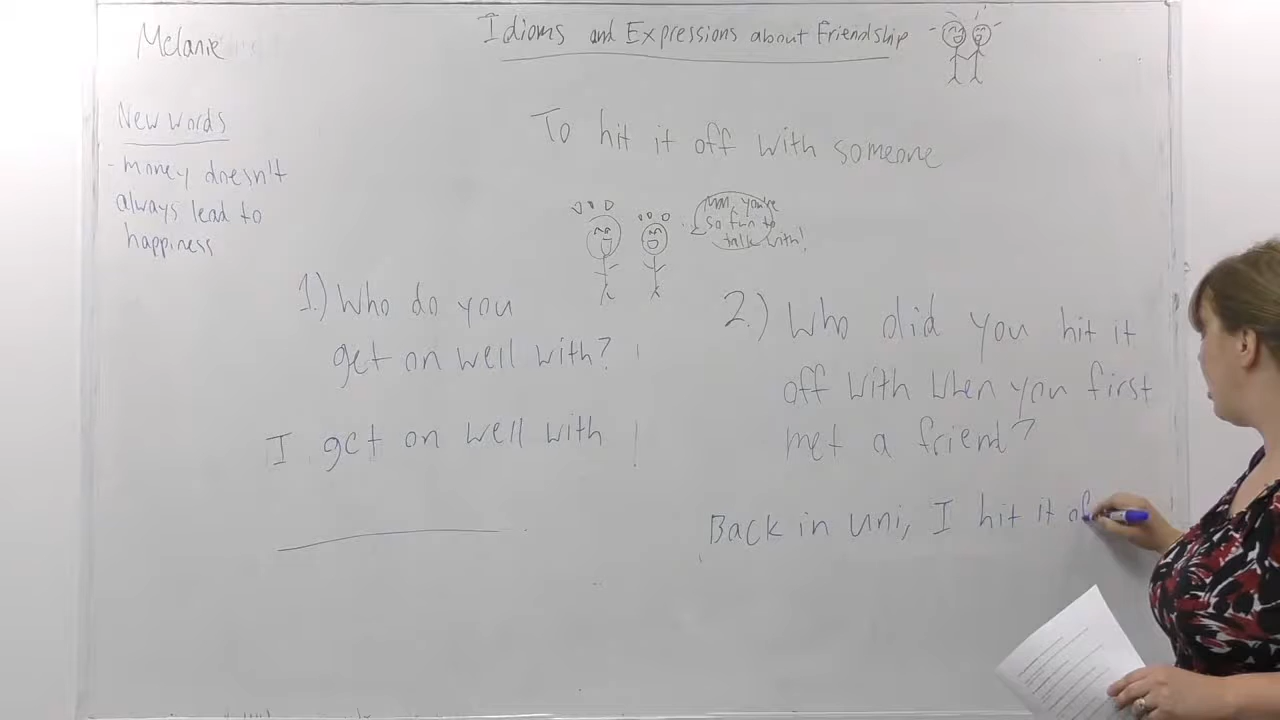 Melanie
Idioms and Expressions about Friendship
New words
- money doesn't
always lead to
happiness
To hit it off with someone
you're
so fun to
talk with!
1.) Who do you
get on well with?
I get on well with
2.) Who did you hit it
off with when you first
met a friend?
Back in uni, I hit it of